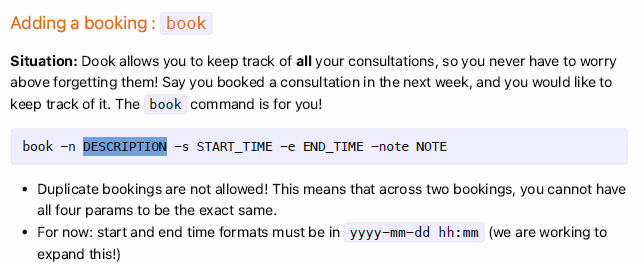 Adding a booking : book
Situation: Dook allows you to keep track of all your consultations, so you never have to worry
above forgetting them! Say you booked a consultation in the next week, and you would like to
keep track of it. The book command is for you!
book -n DESCRIPTION -s START_TIME -e END_TIME -note NOTE
• Duplicate bookings are not allowed! This means that across two bookings, you cannot have
all four params to be the exact same.
• For now: start and end time formats must be in yyyy-mm-dd hh:mm (we are working to
expand this!)